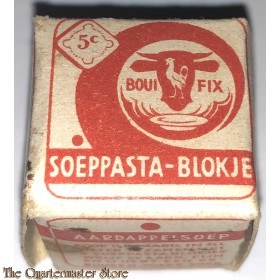 5c
BOUI FIX
SOEPPASTA-BLOKJE
AARDAPPELSOEP
The Quartermaster Store